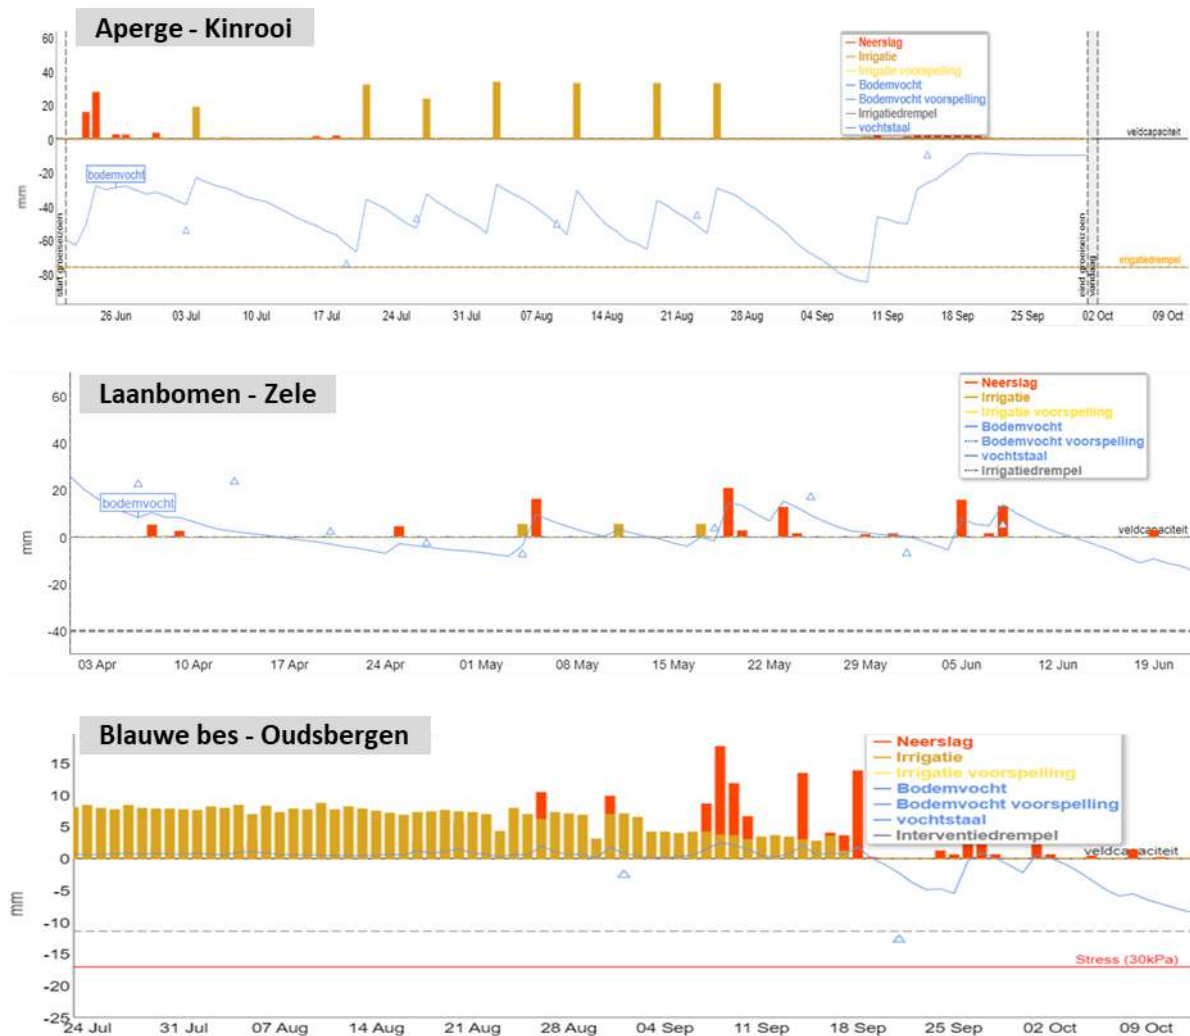 Aperge - Kinrooi
60
40
20
0
-20
-40
-60
-80
mm
Neerslag
Irrigatie
Irrigatie voorspelling
Bodemvocht
Bodemvocht voorspelling
Irrigatiedrempel
vochtstaal
veldcapaciteit
bodemvocht
start groeiseizoen
irrigatiedrempel
eind groeiseizoen
vandaag
26 Jun 03 Jul 10 Jul 17 Jul 24 Jul 31 Jul 07 Aug 14 Aug 21 Aug 28 Aug 04 Sep 11 Sep 18 Sep 25 Sep 02 Oct 09 Oct
Laanbomen - Zele
60
40
20
0
-20
-40
mm
Neerslag
Irrigatie
Irrigatie voorspelling
Bodemvocht
Bodemvocht voorspelling
vochtstaal
Irrigatiedrempel
bodemvocht
veldcapaciteit
03 Apr 10 Apr 17 Apr 24 Apr 01 May 08 May 15 May 22 May 29 May 05 Jun 12 Jun 19 Jun
Blauwe bes - Oudsbergen
15
10
5
0
-5
-10
-15
-20
-25
mm
Neerslag
Irrigatie
Irrigatie voorspelling
Bodemvocht
Bodemvocht voorspelling
vochtstaal
Interventiedrempel
veldcapaciteit
Stress (30kPa)
24 Jul 31 Jul 07 Aug 14 Aug 21 Aug 28 Aug 04 Sep 11 Sep 18 Sep 25 Sep 02 Oct 09 Oct